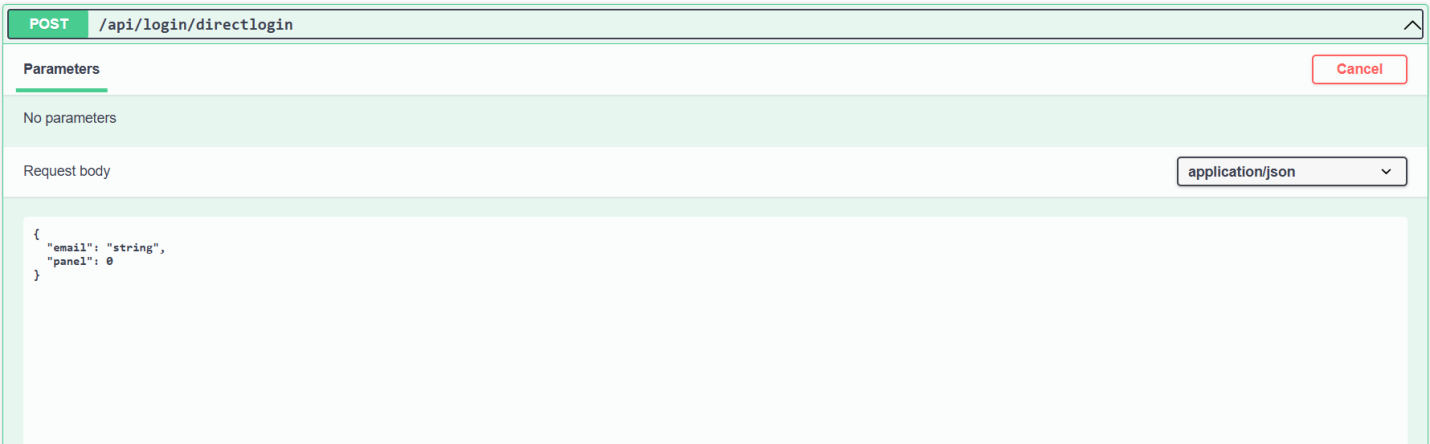 POST /api/login/directlogin
Parameters Cancel
No parameters
Request body application/json
{
  "email": "string",
  "panel": 0
}